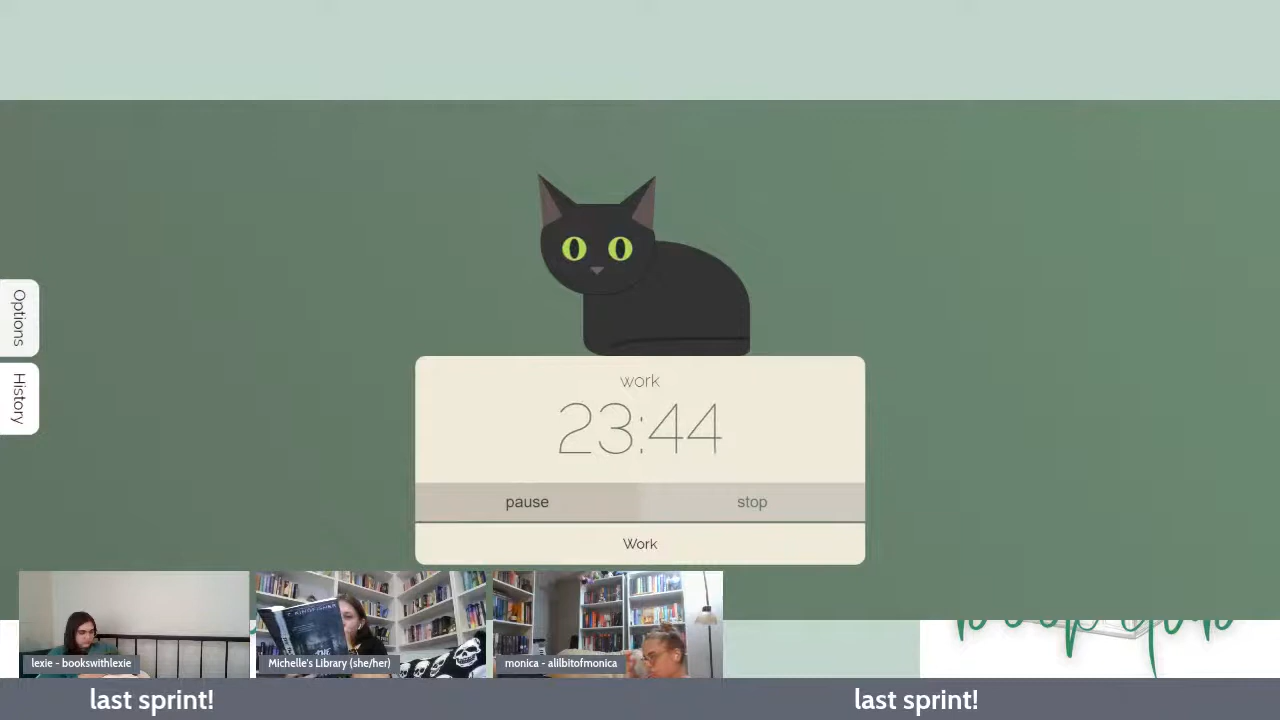 Options
History
work
23:44
pause
stop
Work
lexie - bookswithlexie
Michelle's Library (she/her)
monica - alilbitofmonica
last sprint!
last sprint!